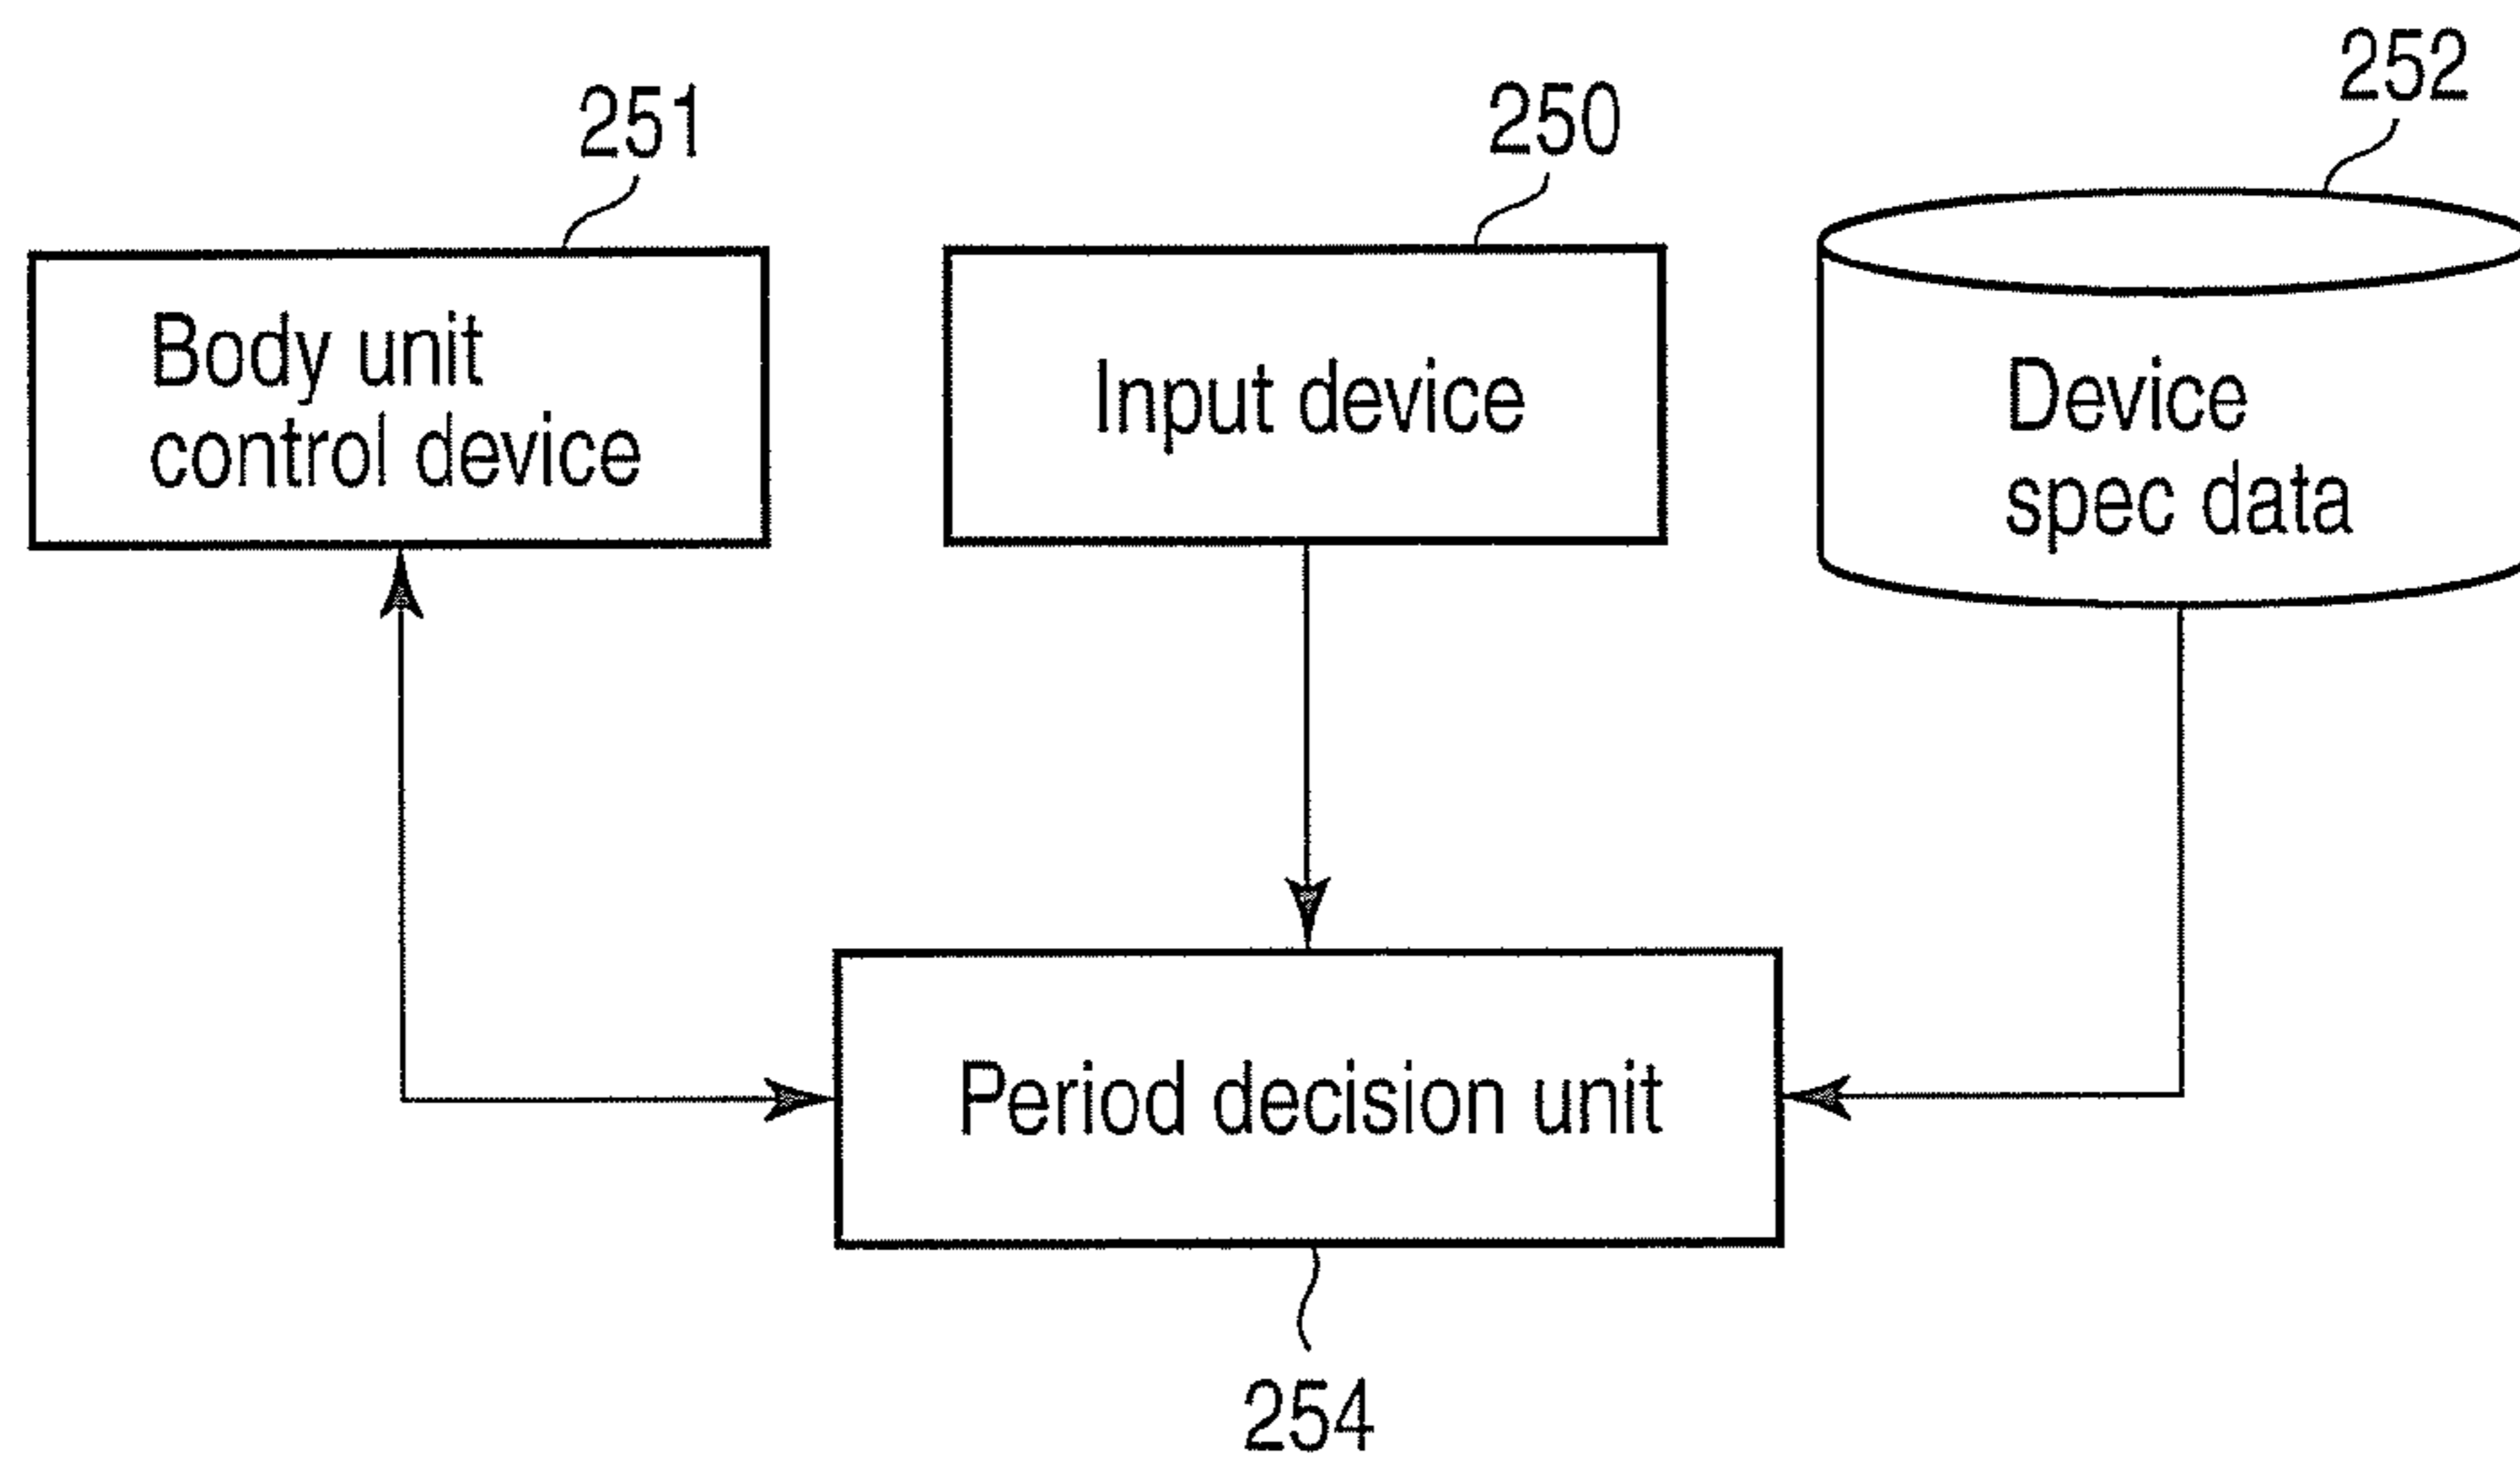 251
250
252
Body unit
control device
Input device
Device
spec data
Period decision unit
254